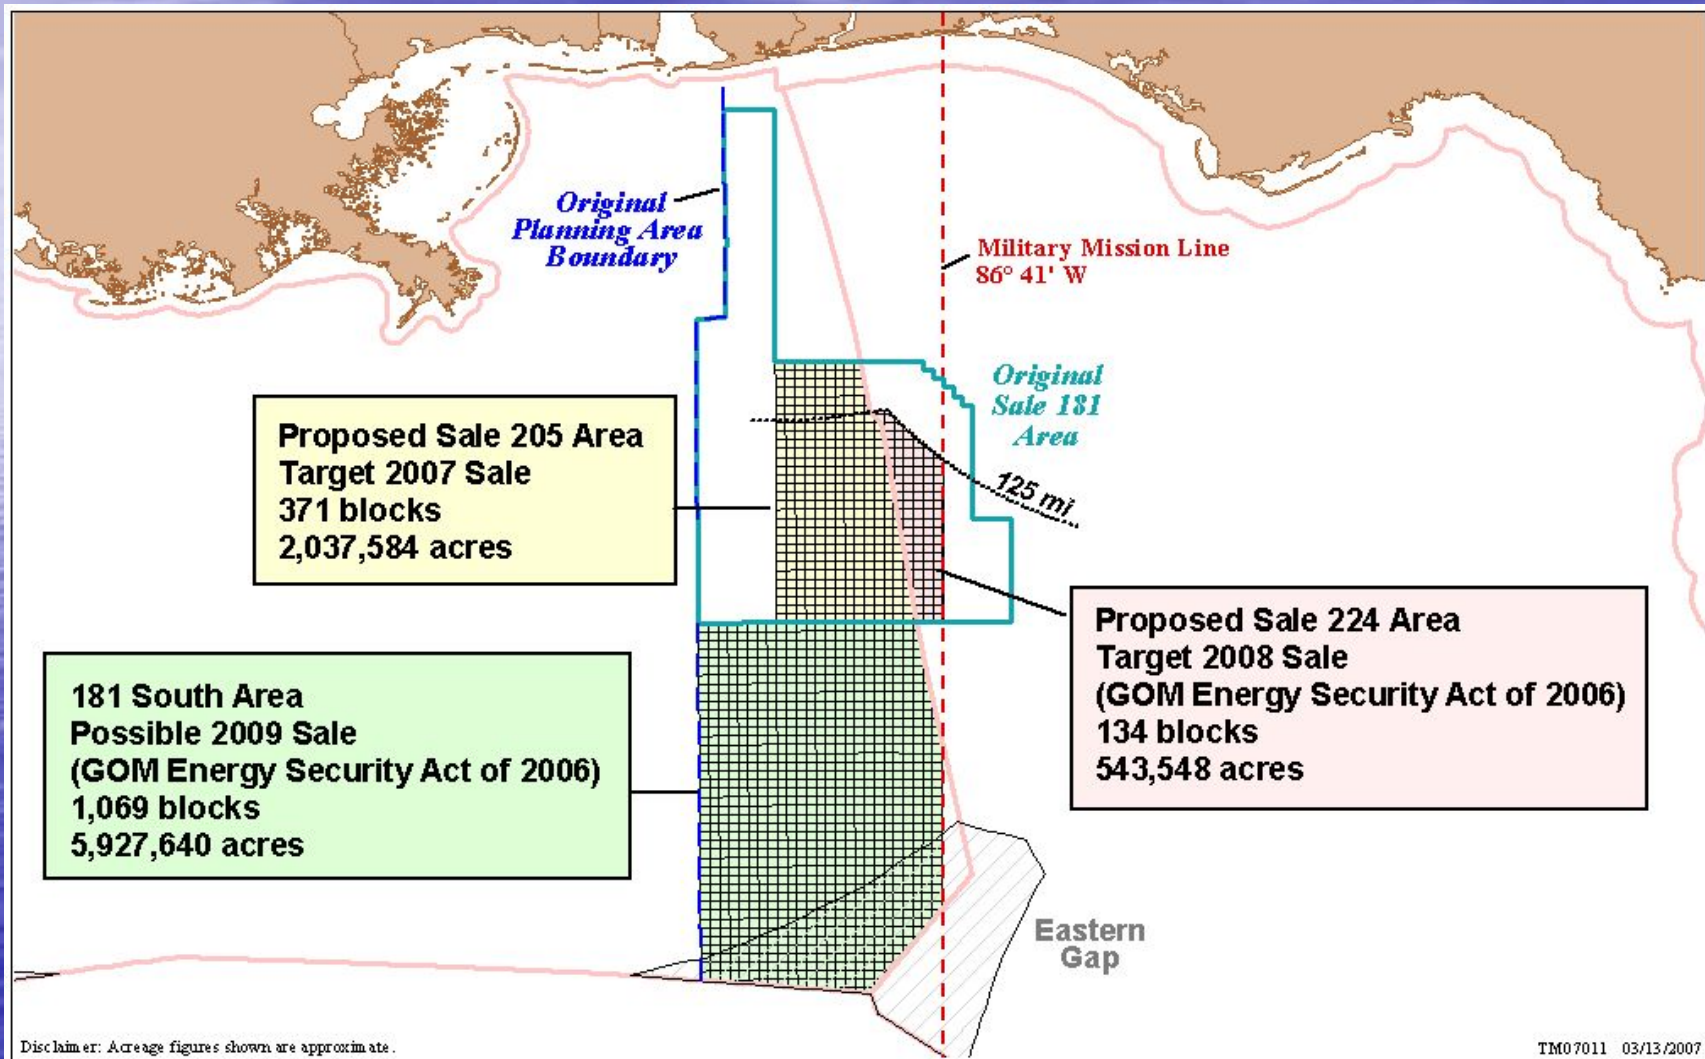 Original
Planning Area
Boundary
Military Mission Line
86° 41' W
Original
Sale 181
Area
125 mi.
Proposed Sale 205 Area
Target 2007 Sale
371 blocks
2,037,584 acres
Proposed Sale 224 Area
Target 2008 Sale
(GOM Energy Security Act of 2006)
134 blocks
543,548 acres
181 South Area
Possible 2009 Sale
(GOM Energy Security Act of 2006)
1,069 blocks
5,927,640 acres
Eastern
Gap
Disclaimer: Acreage figures shown are approximate.
TM07011 03/13/2007